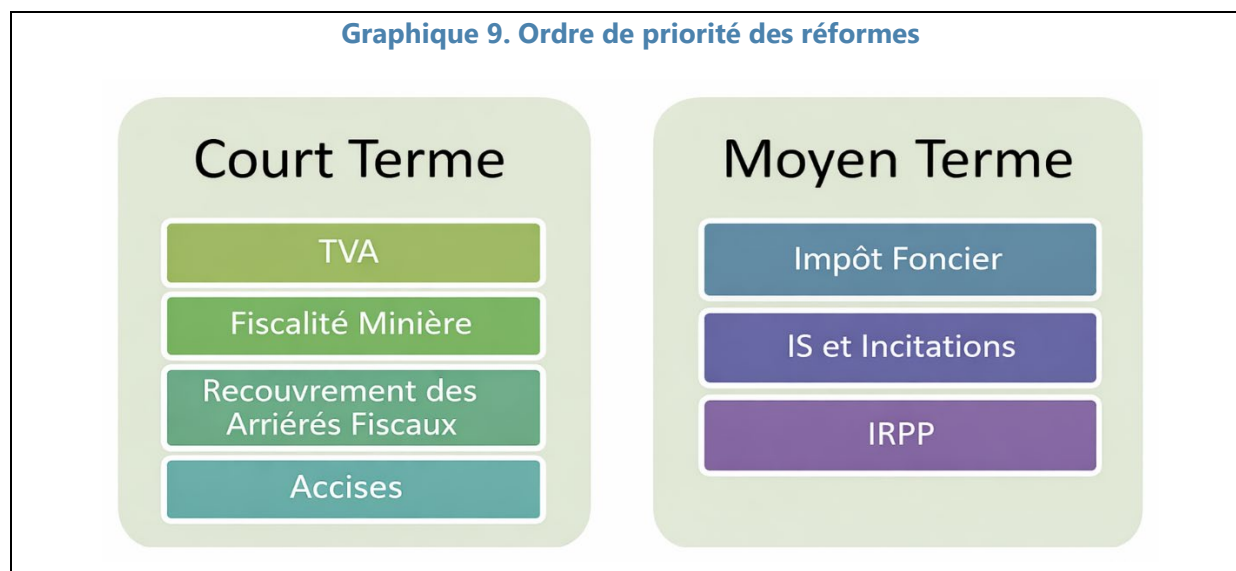 Graphique 9. Ordre de priorité des réformes
Court Terme
TVA
Fiscalité Minière
Recouvrement des
Arriérés Fiscaux
Accises
Moyen Terme
Impôt Foncier
IS et Incitations
IRPP